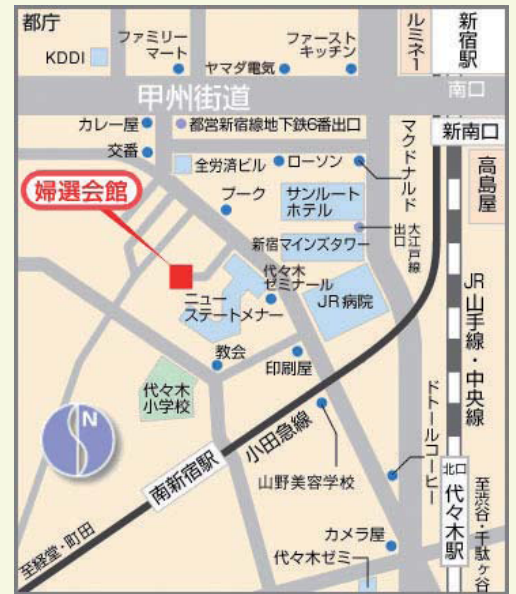 都庁
KDDI
ファミリー
マート
ファースト
キッチン
ヤマダ電気
ルミネ1
新宿駅
南口
甲州街道
カレー屋
都営新宿線地下鉄6番出口
交番
全労済ビル
ローソン
マクドナルド
新南口
高島屋
婦選会館
プーク
サンルート
ホテル
新宿マインズタワー
大江戸線
出口
代々木
ゼミナール
ニュー
ステートメナー
JR病院
JR山手線・中央線
教会
印刷屋
代々木
小学校
N
小田急線
南新宿駅
山野美容学校
ドトールコーヒー
北口
代々木駅
至渋谷・千駄ヶ谷
カメラ屋
代々木ゼミ
至経堂・町田